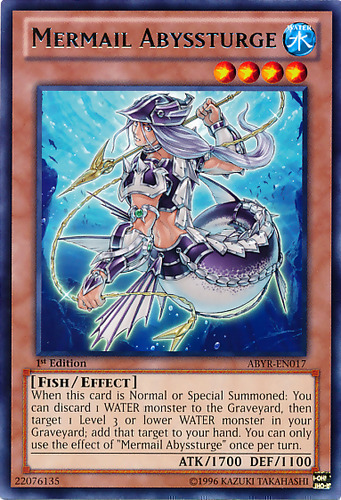 MERMAIL ABYSSTURGE
WATER
水
1st Edition
ABYR-EN017
[FISH/EFFECT]
When this card is Normal or Special Summoned: You
can discard 1 WATER monster to the Graveyard, then
target 1 Level 3 or lower WATER monster in your
Graveyard; add that target to your hand. You can only
use the effect of "Mermail Abyssturge" once per turn.
ATK/1700 DEF/1100
22076135
©1996 KAZUKI TAKAHASHI